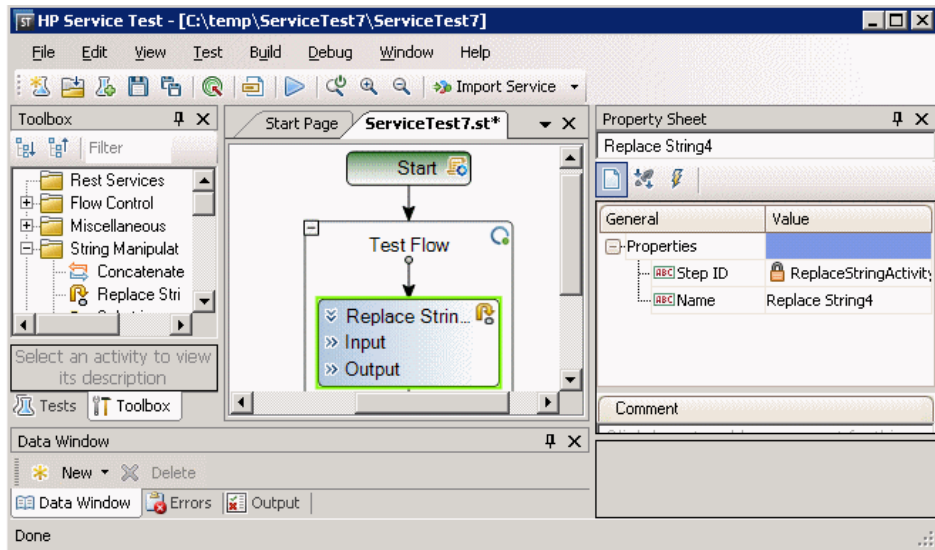 HP Service Test - [C:\temp\ServiceTest7\ServiceTest7]
File Edit View Test Build Debug Window Help
Import Service
Toolbox
Filter
Rest Services
Flow Control
Miscellaneous
String Manipulat
Concatenate
Replace Stri
Select an activity to view
its description
Tests Toolbox
Start Page ServiceTest7.st*
Start
Test Flow
Replace Strin...
Input
Output
Property Sheet
Replace String4
General Value
Properties
ABC Step ID ReplaceStringActivity
ABC Name Replace String4
Comment
Data Window
New Delete
Data Window Errors Output
Done